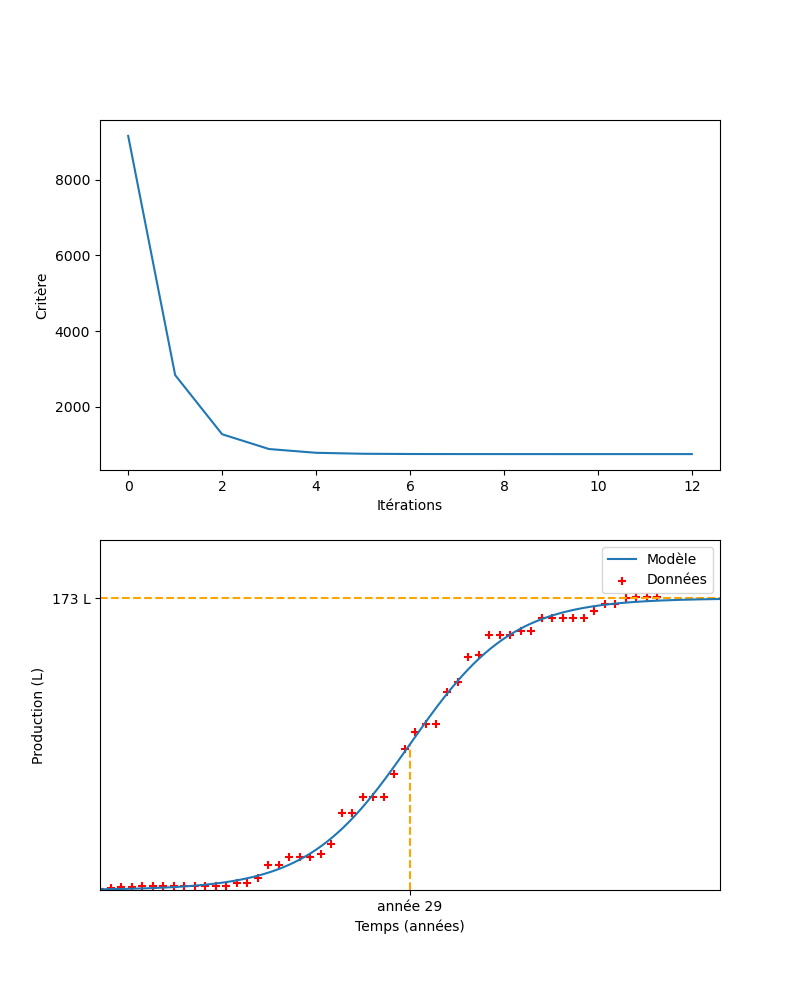 8000
6000
4000
2000
Critère
0 2 4 6 8 10 12
Itérations
Modèle
Données
173 L
Production (L)
année 29
Temps (années)